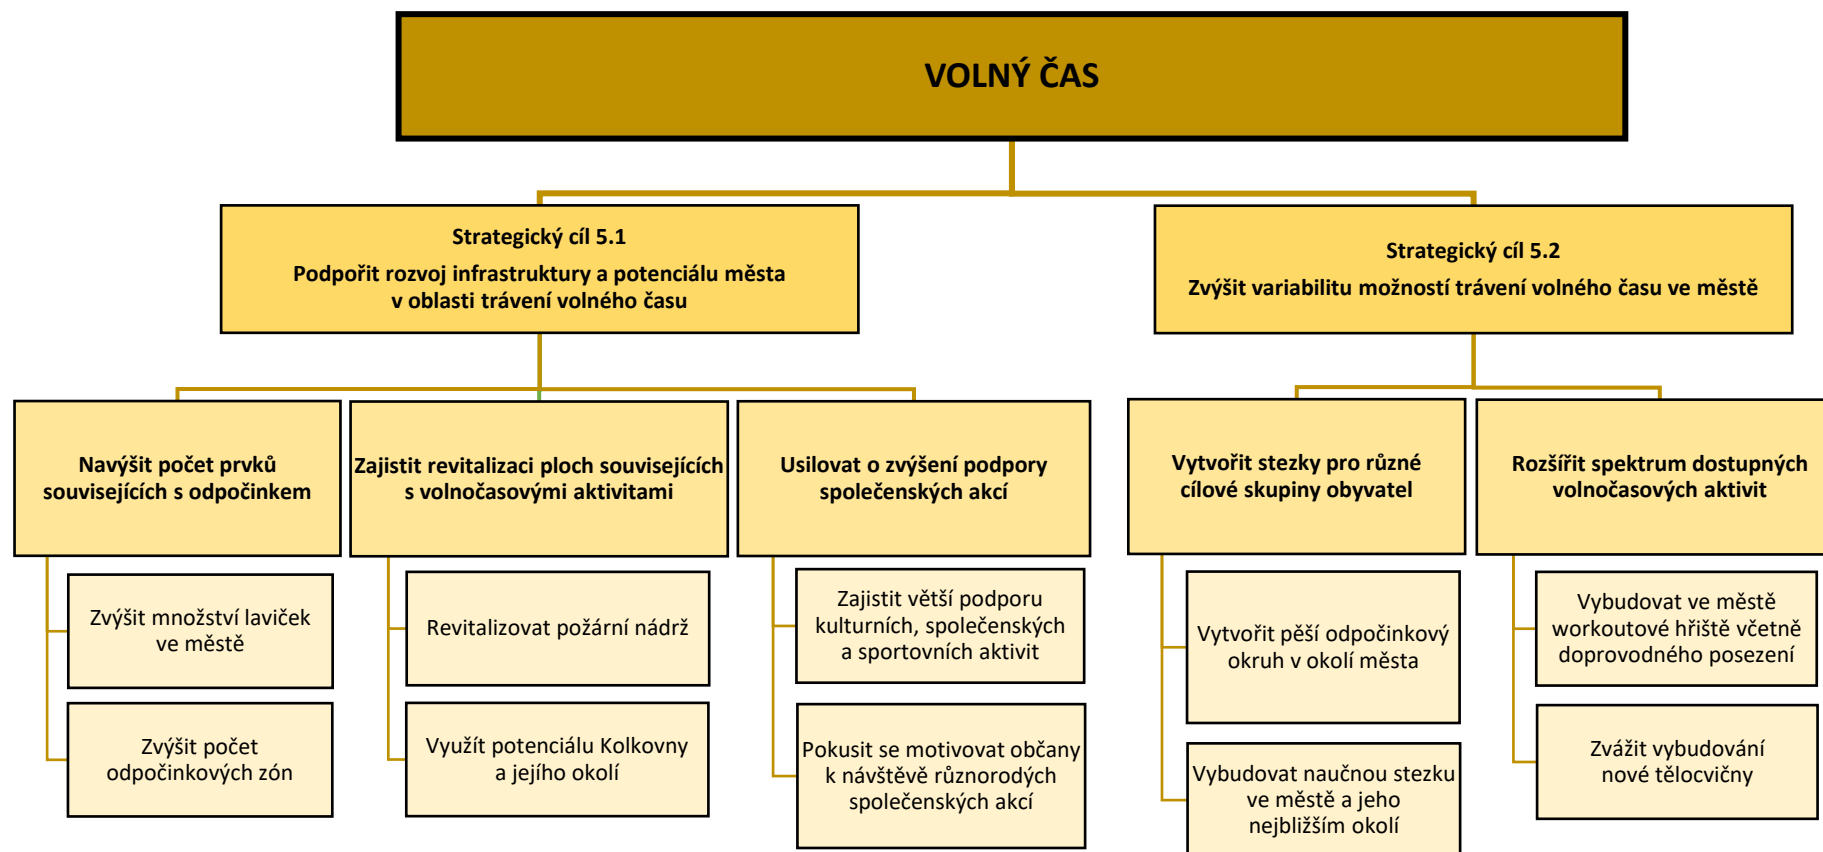 VOLNÝ ČAS
Strategický cíl 5.1
Podpořit rozvoj infrastruktury a potenciálu města
v oblasti trávení volného času
Strategický cíl 5.2
Zvýšit variabilitu možností trávení volného času ve městě
Navýšit počet prvků
souvisejících s odpočinkem
Zajistit revitalizaci ploch souvisejících
s volnočasovými aktivitami
Usilovat o zvýšení podpory
společenských akcí
Vytvořit stezky pro různé
cílové skupiny obyvatel
Rozšířit spektrum dostupných
volnočasových aktivit
Zvýšit množství laviček
ve městě
Zvýšit počet
odpočinkových zón
Revitalizovat požární nádrž
Využít potenciálu Kolkovny
a jejího okolí
Zajistit větší podporu
kulturních, společenských
a sportovních aktivit
Pokusit se motivovat občany
k návštěvě různorodých
společenských akcí
Vytvořit pěší odpočinkový
okruh v okolí města
Vybudovat naučnou stezku
ve městě a jeho
nejbližším okolí
Vybudovat ve městě
workoutové hřiště včetně
doprovodného posezení
Zvážit vybudování
nové tělocvičny